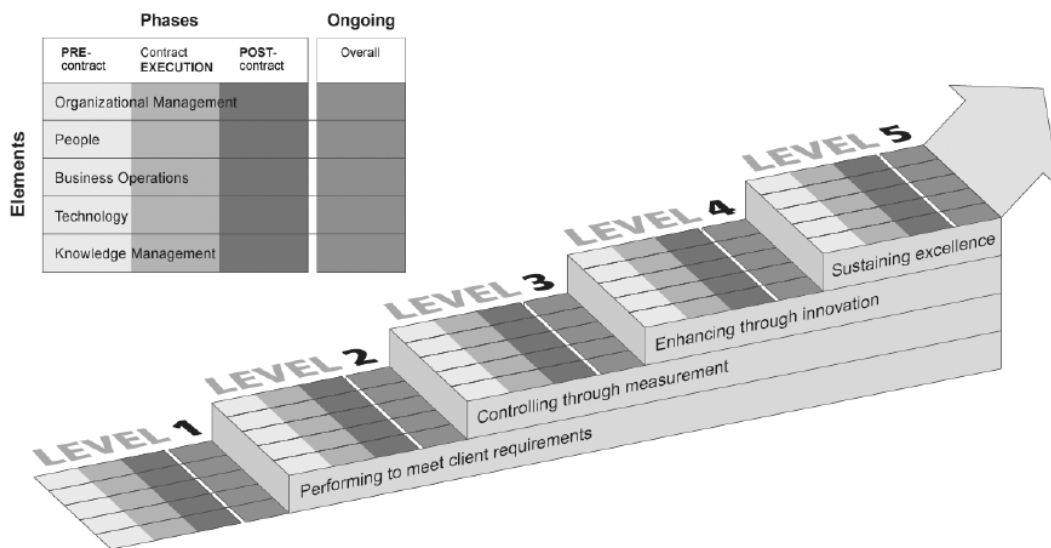 Phases
Ongoing
PRE-
contract
Contract
EXECUTION
POST-
contract
Overall
Elements
Organizational Management
People
Business Operations
Technology
Knowledge Management
LEVEL 1
LEVEL 2
LEVEL 3
LEVEL 4
LEVEL 5
Sustaining excellence
Enhancing through innovation
Controlling through measurement
Performing to meet client requirements